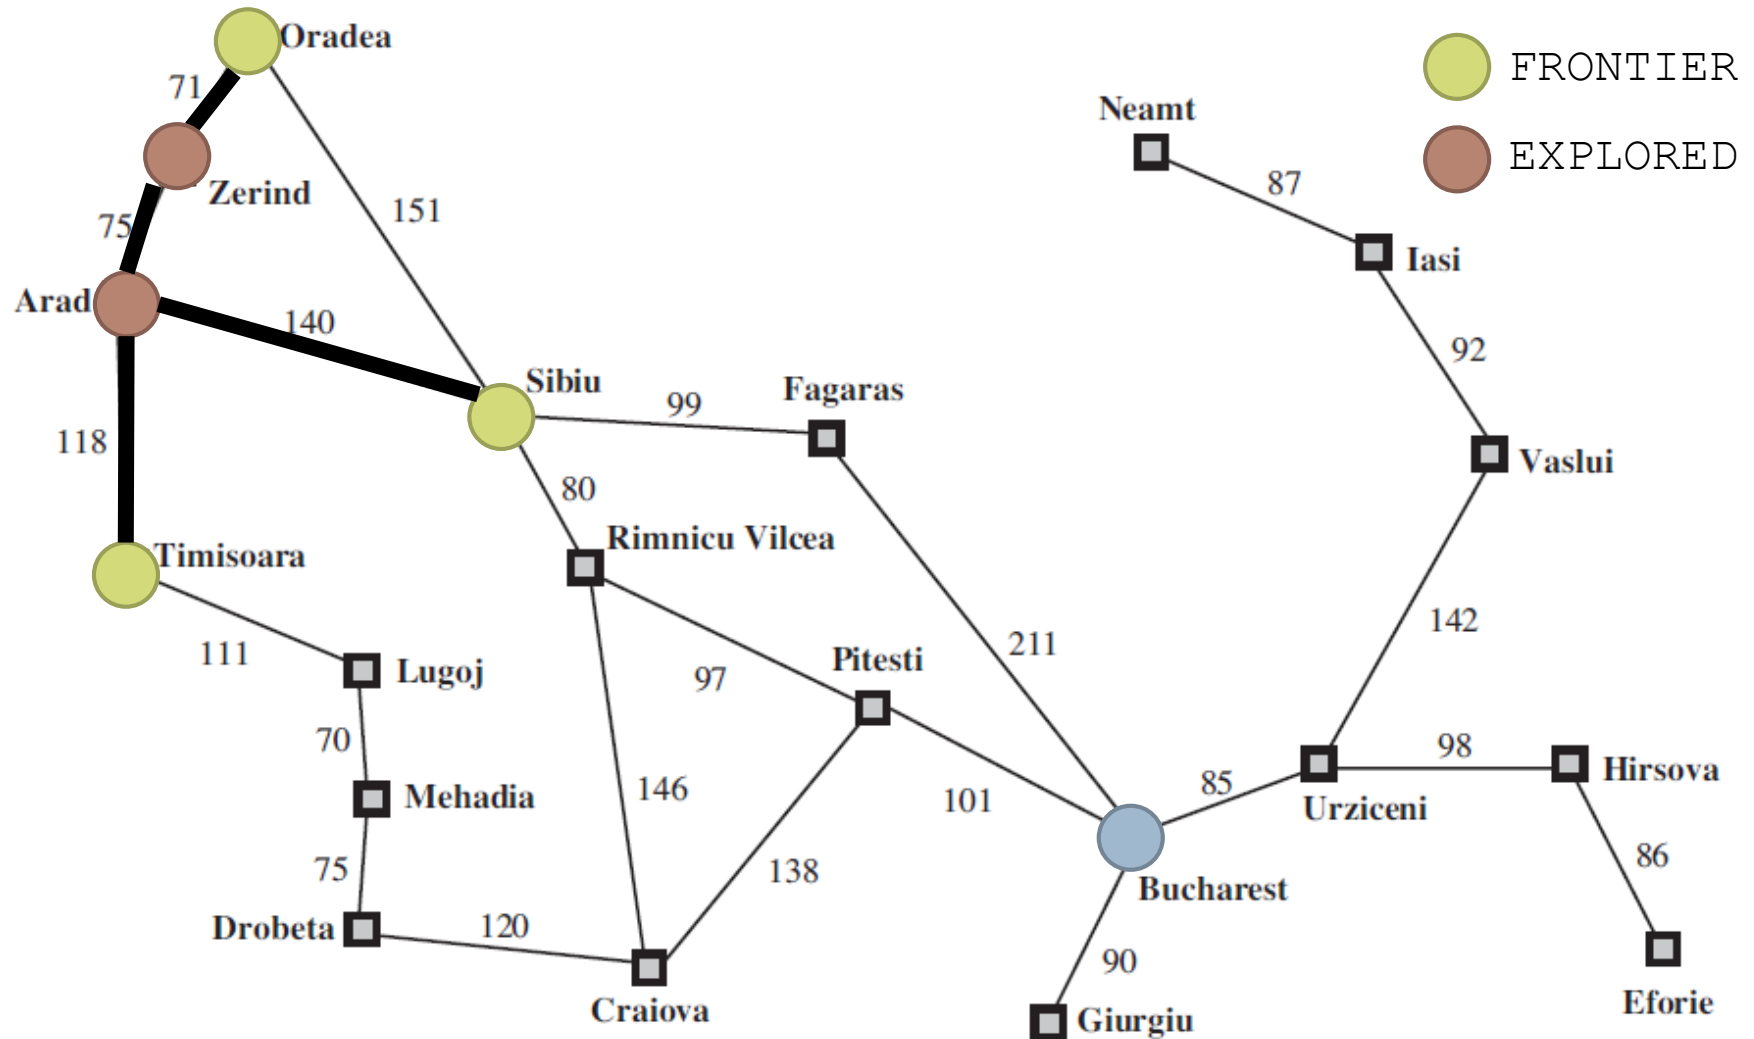 Oradea
FRONTIER
71
Neamt
EXPLORED
87
Zerind
151
75
Iasi
Arad
140
92
Sibiu
Fagaras
99
118
Vaslui
80
Rimnicu Vilcea
Timisoara
142
211
111
Lugoj
97
Pitesti
70
98
Hirsova
Mehadia
146
101
85
Urziceni
75
138
86
Bucharest
Drobeta
120
90
Craiova
Giurgiu
Eforie